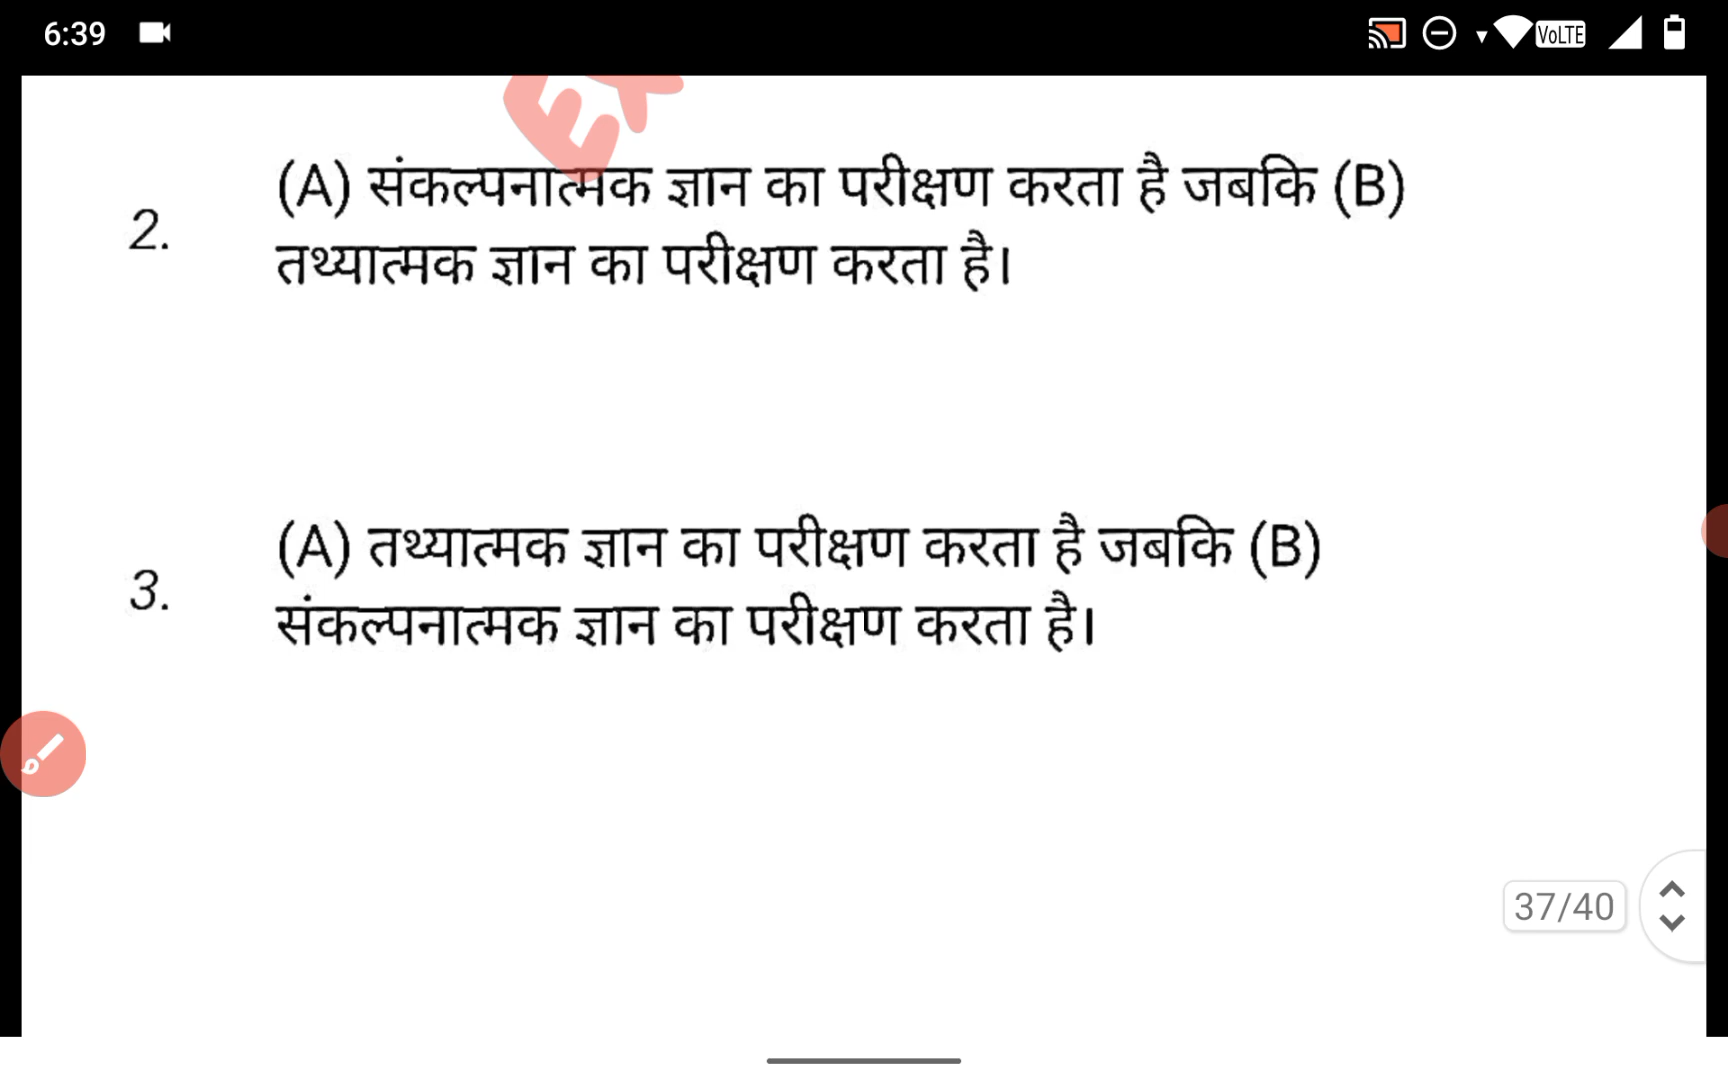 6:39
VoLTE
(A) संकल्पनात्मक ज्ञान का परीक्षण करता है जबकि (B)
2.
तथ्यात्मक ज्ञान का परीक्षण करता है।
(A) तथ्यात्मक ज्ञान का परीक्षण करता है जबकि (B)
3.
संकल्पनात्मक ज्ञान का परीक्षण करता है।
37/40